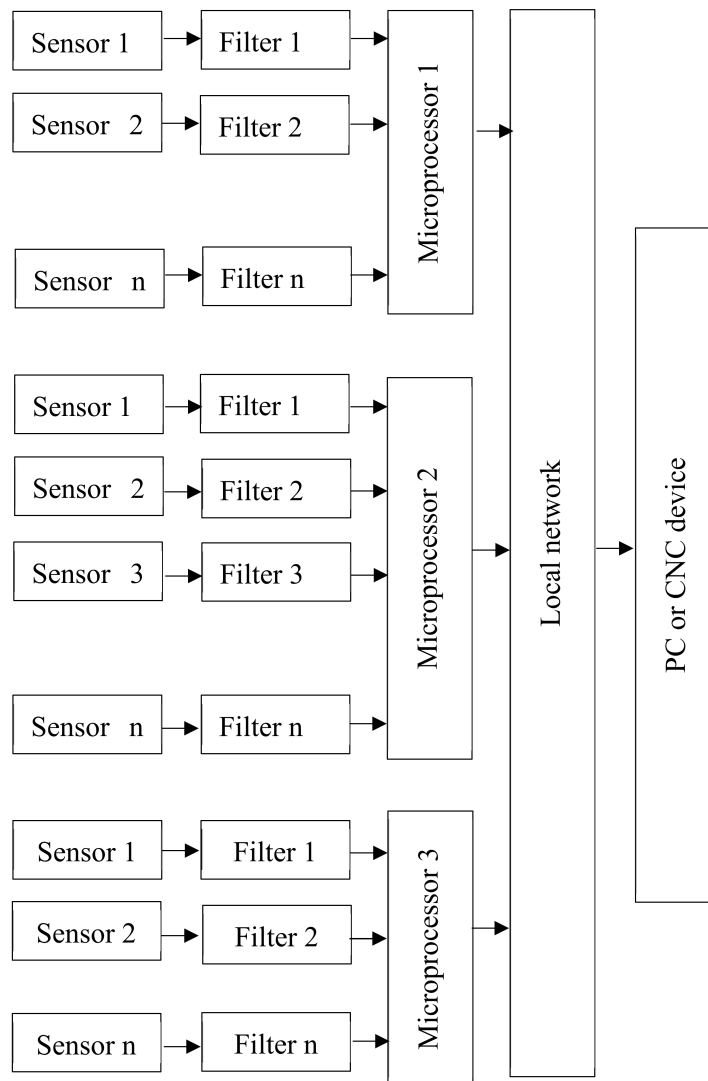 Sensor 1
Filter 1
Sensor 2
Filter 2
Sensor n
Filter n
Microprocessor 1
Sensor 1
Filter 1
Sensor 2
Filter 2
Sensor 3
Filter 3
Sensor n
Filter n
Microprocessor 2
Sensor 1
Filter 1
Sensor 2
Filter 2
Sensor n
Filter n
Microprocessor 3
Local network
PC or CNC device